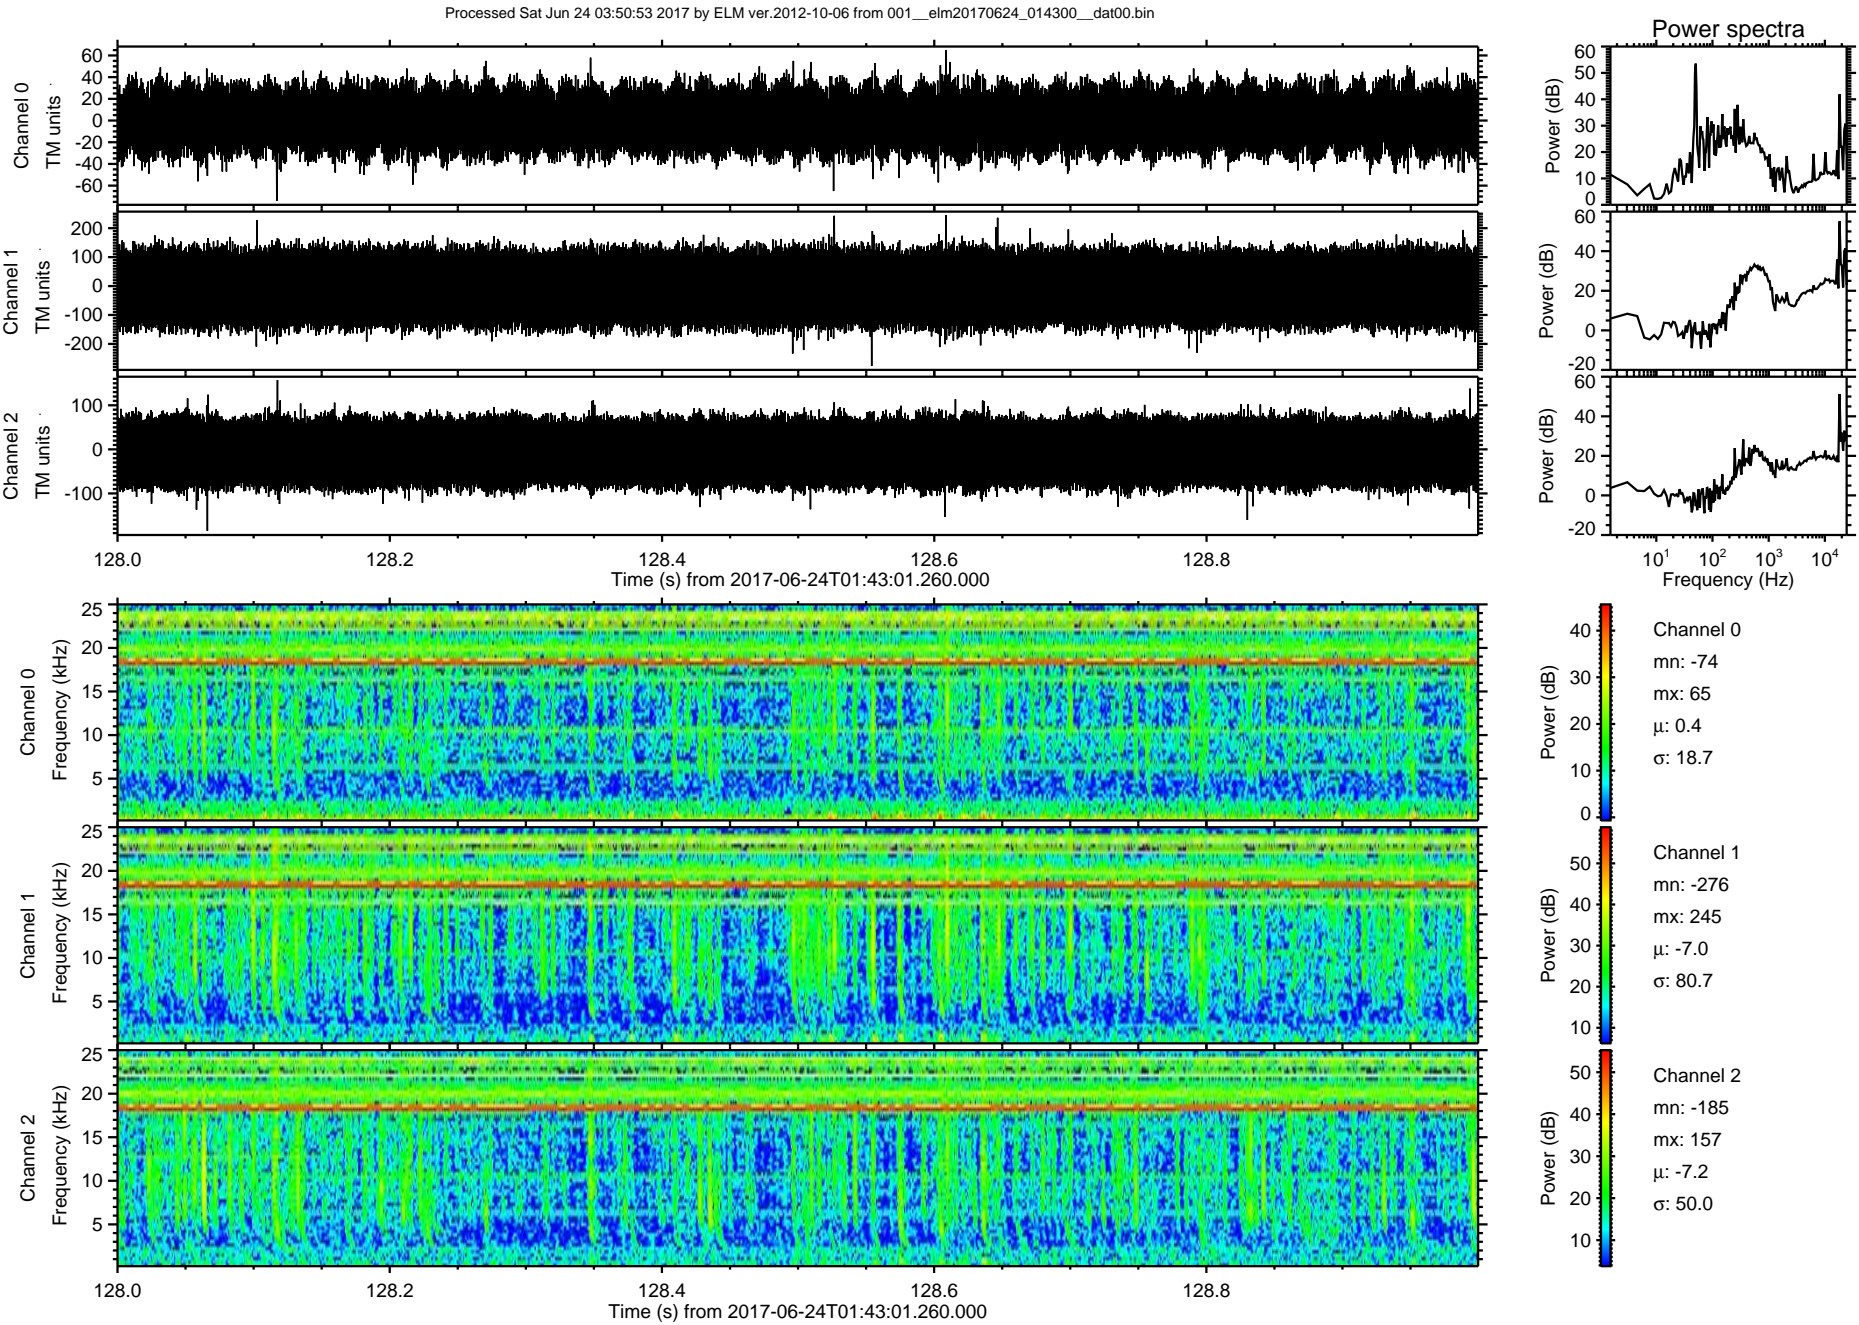 Processed Sat Jun 24 03:50:53 2017 by ELM ver.2012-10-06 from 001__elm20170624_014300__dat00.bin
Power spectra
Channel 0
TM units
60
40
20
0
-20
-40
-60
Power (dB)
60
50
40
30
20
10
0
Channel 1
TM units
200
100
0
-100
-200
Power (dB)
60
40
20
0
-20
Channel 2
TM units
100
0
-100
Power (dB)
60
40
20
0
-20
128.0 128.2 128.4 128.6 128.8
Time (s) from 2017-06-24T01:43:01.260.000
10^1 10^2 10^3 10^4
Frequency (Hz)
Channel 0
Frequency (kHz)
25
20
15
10
5
Power (dB)
40
30
20
10
0
Channel 0
mn: -74
mx: 65
µ: 0.4
σ: 18.7
Channel 1
Frequency (kHz)
25
20
15
10
5
Power (dB)
50
40
30
20
10
Channel 1
mn: -276
mx: 245
µ: -7.0
σ: 80.7
Channel 2
Frequency (kHz)
25
20
15
10
5
Power (dB)
50
40
30
20
10
Channel 2
mn: -185
mx: 157
µ: -7.2
σ: 50.0
128.0 128.2 128.4 128.6 128.8
Time (s) from 2017-06-24T01:43:01.260.000